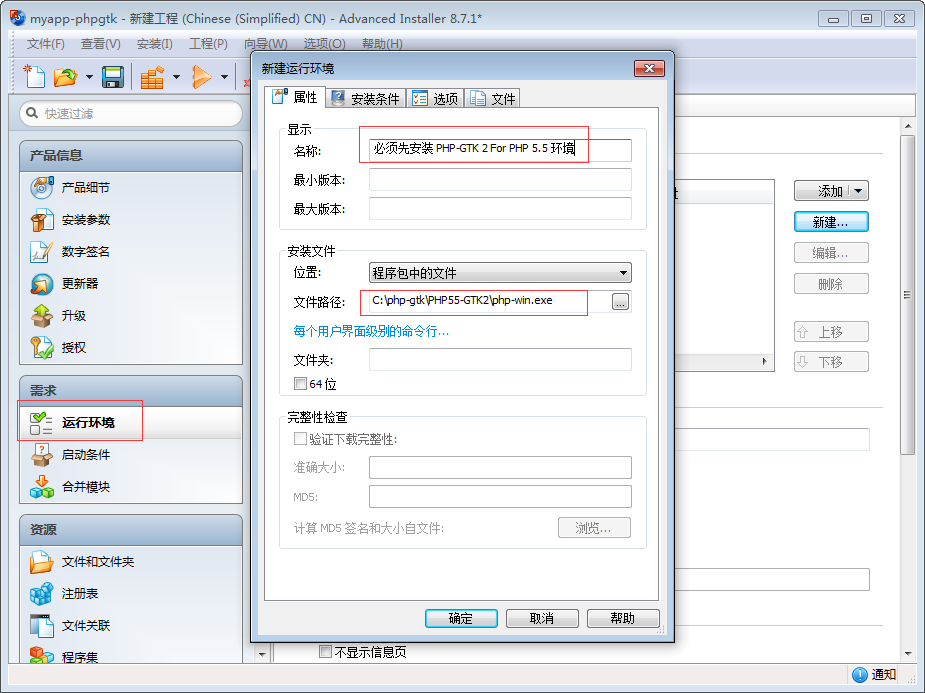 myapp-phpgtk - 新建工程 (Chinese (Simplified) CN) - Advanced Installer 8.7.1*
文件(F) 查看(V) 安装(I) 工程(P) 向导(W) 选项(O) 帮助(H)
快速过滤
产品信息
产品细节
安装参数
数字签名
更新器
升级
授权
需求
运行环境
启动条件
合并模块
资源
文件和文件夹
注册表
文件关联
程序集
新建运行环境
属性 安装条件 选项 文件
显示
名称: 必须先安装 PHP-GTK 2 For PHP 5.5 环境
最小版本:
最大版本:
安装文件
位置: 程序包中的文件
文件路径: C:\php-gtk\PHP55-GTK2\php-win.exe ...
每个用户界面级别的命令行...
文件夹:
64 位
完整性检查
验证下载完整性:
准确大小:
MD5:
计算 MD5 签名和大小自文件: 浏览...
确定 取消 帮助
添加
新建...
编辑...
删除
上移
下移
不显示信息页
通知